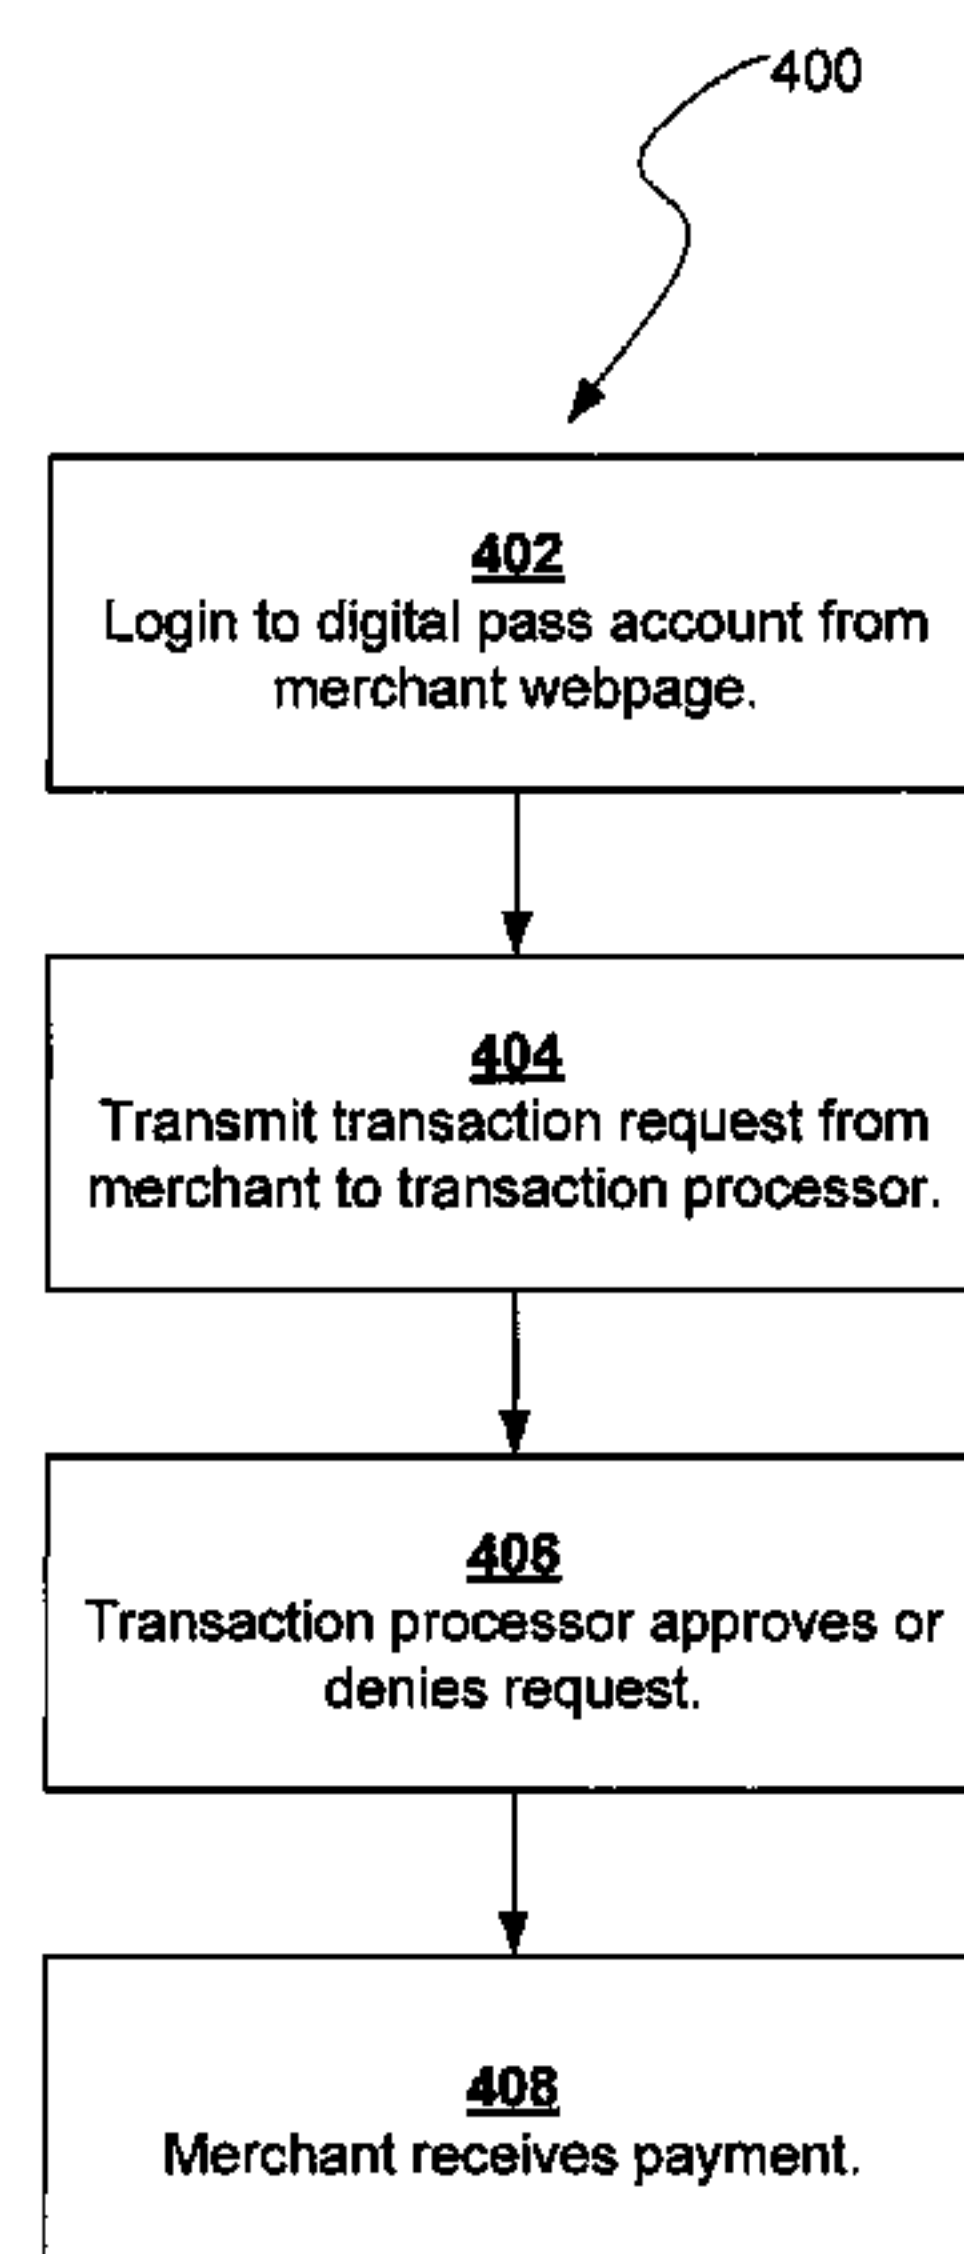 400
402
Login to digital pass account from
merchant webpage.
404
Transmit transaction request from
merchant to transaction processor.
406
Transaction processor approves or
denies request.
408
Merchant receives payment.